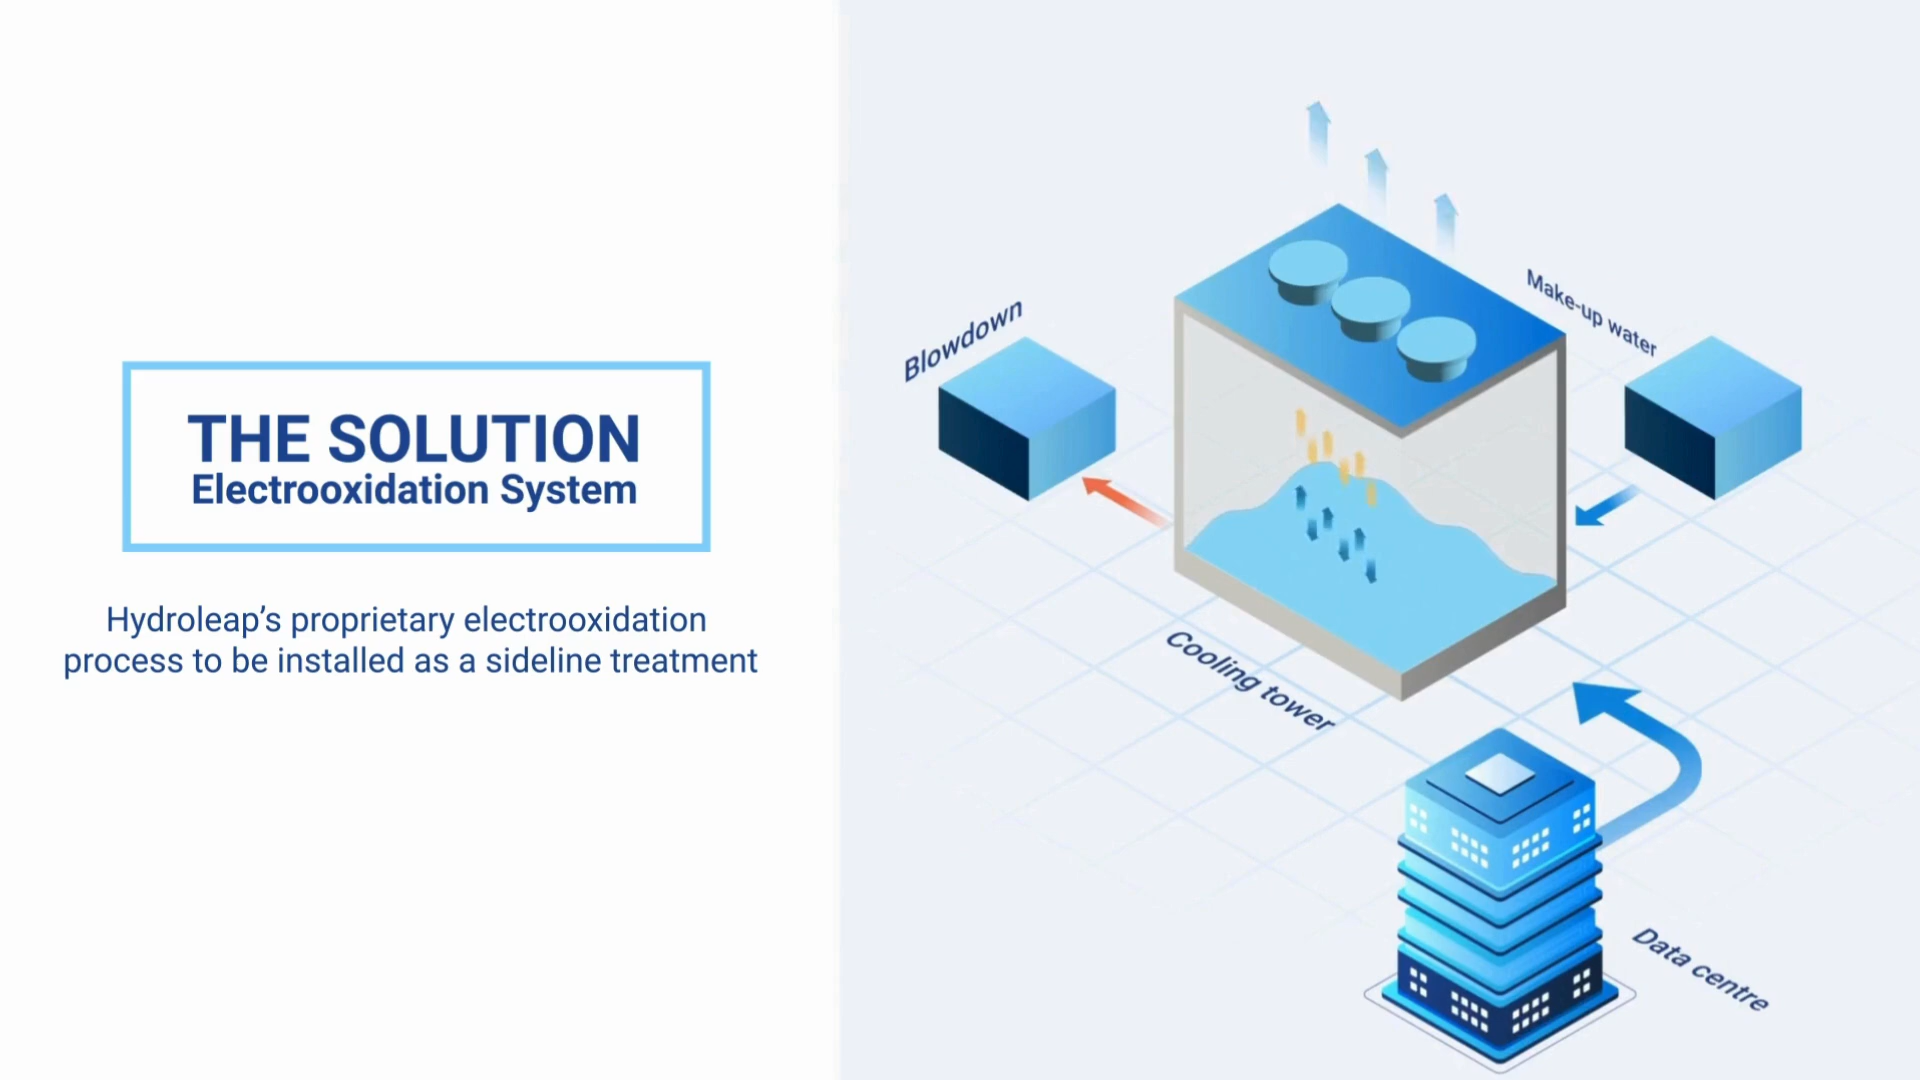 THE SOLUTION
Electrooxidation System
Hydroleap’s proprietary electrooxidation
process to be installed as a sideline treatment
Blowdown
Make-up water
Cooling tower
Data centre